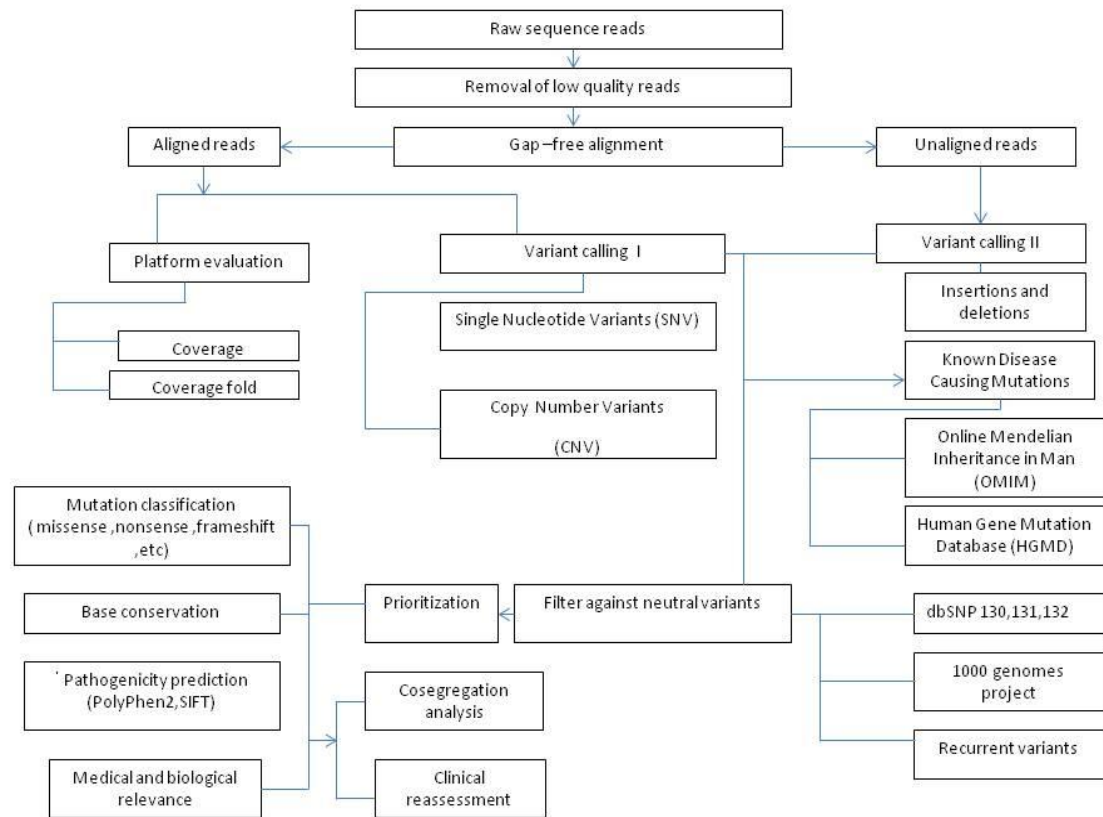 Raw sequence reads
Removal of low quality reads
Aligned reads
Gap –free alignment
Unaligned reads
Platform evaluation
Variant calling I
Variant calling II
Coverage
Coverage fold
Single Nucleotide Variants (SNV)
Copy Number Variants
(CNV)
Insertions and
deletions
Known Disease
Causing Mutations
Online Mendelian
Inheritance in Man
(OMIM)
Human Gene Mutation
Database (HGMD)
Mutation classification
( missense ,nonsense ,frameshift
,etc)
Base conservation
Pathogenicity prediction
(PolyPhen2,SIFT)
Medical and biological
relevance
Prioritization
Filter against neutral variants
Cosegregation
analysis
Clinical
reassessment
dbSNP 130,131,132
1000 genomes
project
Recurrent variants